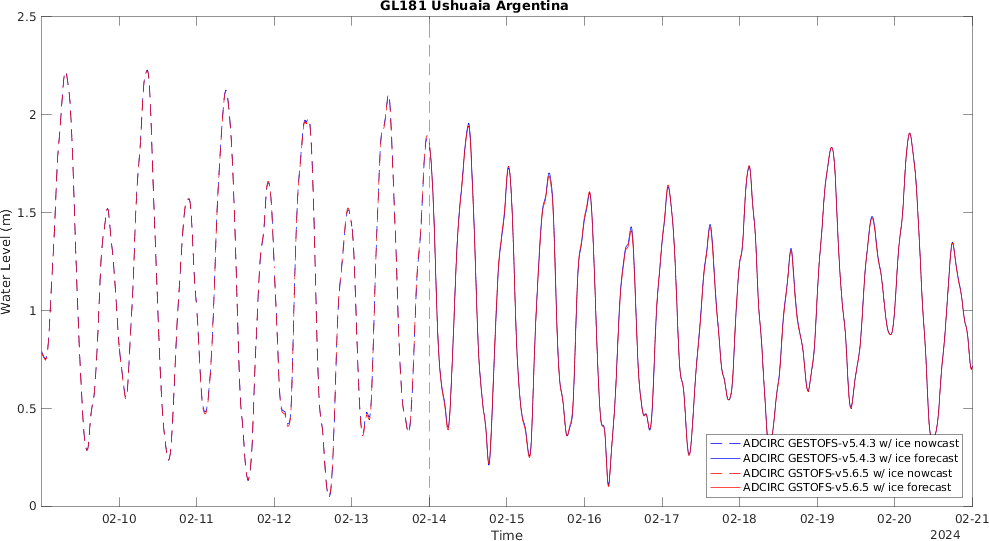 GL181 Ushuaia Argentina
Water Level (m)
2.5
2
1.5
1
0.5
0
02-10 02-11 02-12 02-13 02-14 02-15 02-16 02-17 02-18 02-19 02-20 02-21
Time
2024
ADCIRC GESTOFS-v5.4.3 w/ ice nowcast
ADCIRC GESTOFS-v5.4.3 w/ ice forecast
ADCIRC GSTOFS-v5.6.5 w/ ice nowcast
ADCIRC GSTOFS-v5.6.5 w/ ice forecast